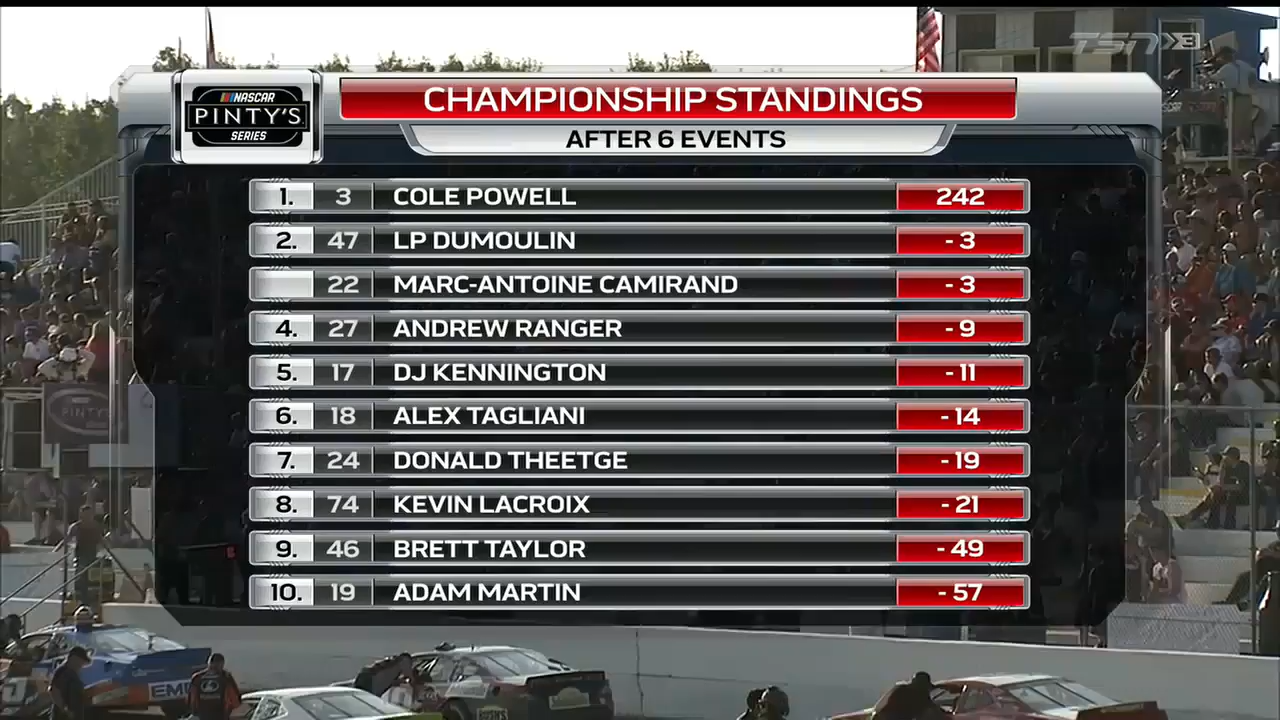 TSN 3
NASCAR
PINTY'S
SERIES
CHAMPIONSHIP STANDINGS
AFTER 6 EVENTS
1. 3 COLE POWELL 242
2. 47 LP DUMOULIN - 3
22 MARC-ANTOINE CAMIRAND - 3
4. 27 ANDREW RANGER - 9
5. 17 DJ KENNINGTON - 11
6. 18 ALEX TAGLIANI - 14
7. 24 DONALD THEETGE - 19
8. 74 KEVIN LACROIX - 21
9. 46 BRETT TAYLOR - 49
10. 19 ADAM MARTIN - 57
PINTY'S